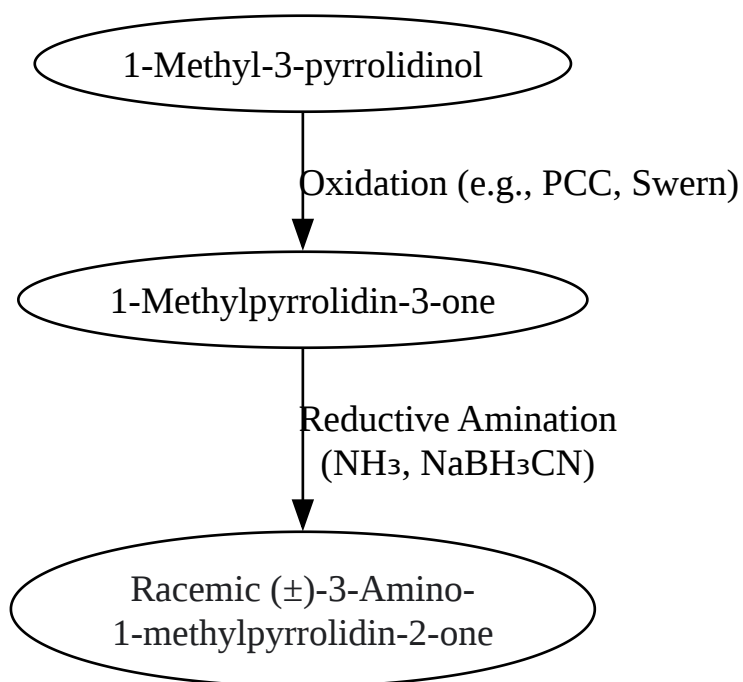 1-Methyl-3-pyrrolidinol
Oxidation (e.g., PCC, Swern)
1-Methylpyrrolidin-3-one
Reductive Amination
(NH₃, NaBH₃CN)
Racemic (±)-3-Amino-
1-methylpyrrolidin-2-one